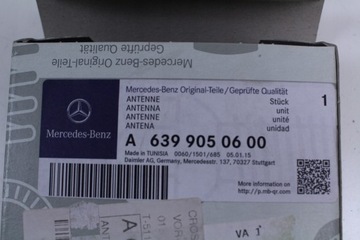 Mercedes-Benz
Original-Teile
Geprüfte Qualität
Mercedes-Benz Original-Teile/Geprüfte Qualität
ANTENNE
ANTENNA
ANTENNE
ANTENA
Stück
unit
unité
unidad
1
Mercedes-Benz
A 639 905 06 00
Made in TUNISIA 0060/1501/685 05.01.15
Daimler AG, Germany, Mercedesstr. 137, 70327 Stuttgart
More information on
http://p.mb-qr.com
VA